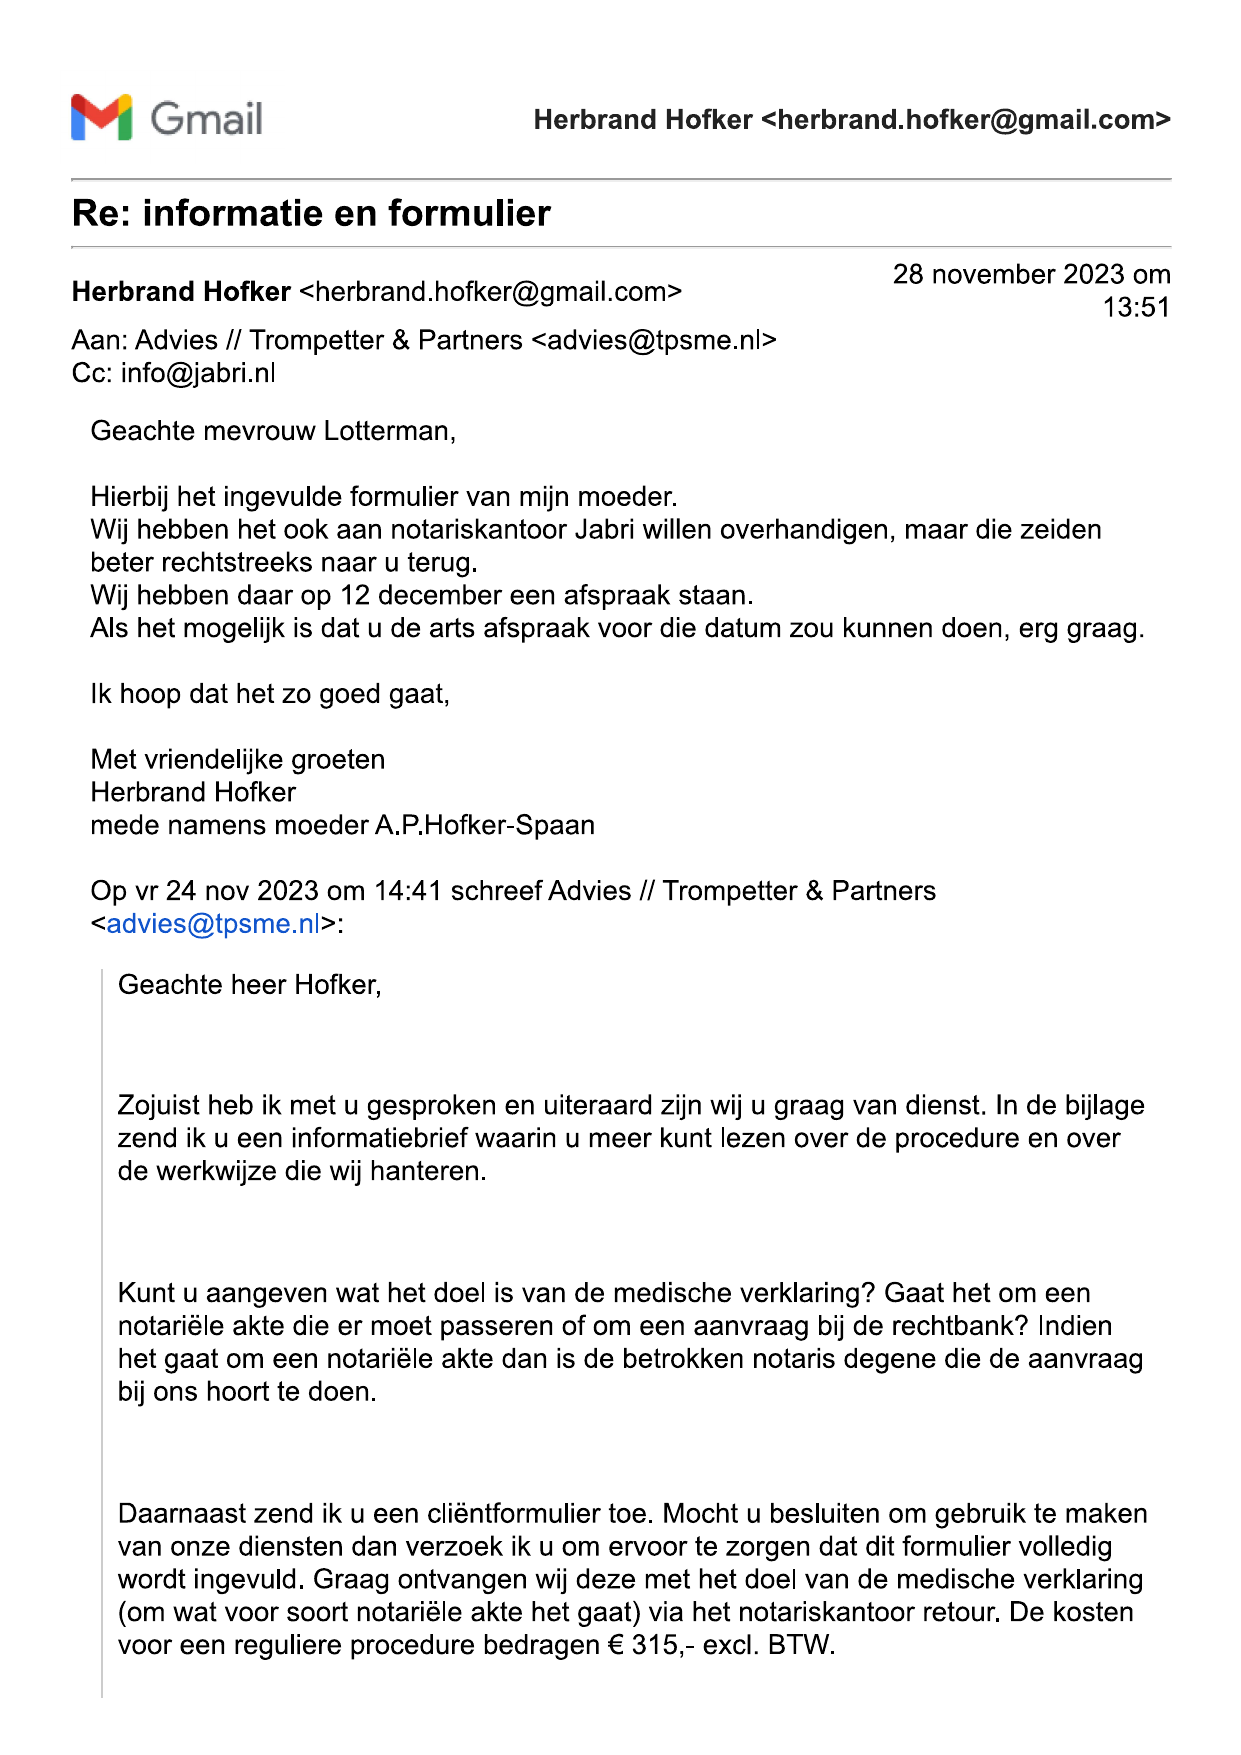 Gmail
Herbrand Hofker <herbrand.hofker@gmail.com>
Re: informatie en formulier
Herbrand Hofker <herbrand.hofker@gmail.com>
28 november 2023 om
13:51
Aan: Advies // Trompetter & Partners <advies@tpsme.nl>
Cc: info@jabri.nl
Geachte mevrouw Lotterman,
Hierbij het ingevulde formulier van mijn moeder.
Wij hebben het ook aan notariskantoor Jabri willen overhandigen, maar die zeiden
beter rechtstreeks naar u terug.
Wij hebben daar op 12 december een afspraak staan.
Als het mogelijk is dat u de arts afspraak voor die datum zou kunnen doen, erg graag.
Ik hoop dat het zo goed gaat,
Met vriendelijke groeten
Herbrand Hofker
mede namens moeder A.P.Hofker-Spaan
Op vr 24 nov 2023 om 14:41 schreef Advies // Trompetter & Partners
<advies@tpsme.nl>:
Geachte heer Hofker,
Zojuist heb ik met u gesproken en uiteraard zijn wij u graag van dienst. In de bijlage
zend ik u een informatiebrief waarin u meer kunt lezen over de procedure en over
de werkwijze die wij hanteren.
Kunt u aangeven wat het doel is van de medische verklaring? Gaat het om een
notariële akte die er moet passeren of om een aanvraag bij de rechtbank? Indien
het gaat om een notariële akte dan is de betrokken notaris degene die de aanvraag
bij ons hoort te doen.
Daarnaast zend ik u een cliëntformulier toe. Mocht u besluiten om gebruik te maken
van onze diensten dan verzoek ik u om ervoor te zorgen dat dit formulier volledig
wordt ingevuld. Graag ontvangen wij deze met het doel van de medische verklaring
(om wat voor soort notariële akte het gaat) via het notariskantoor retour. De kosten
voor een reguliere procedure bedragen € 315,- excl. BTW.